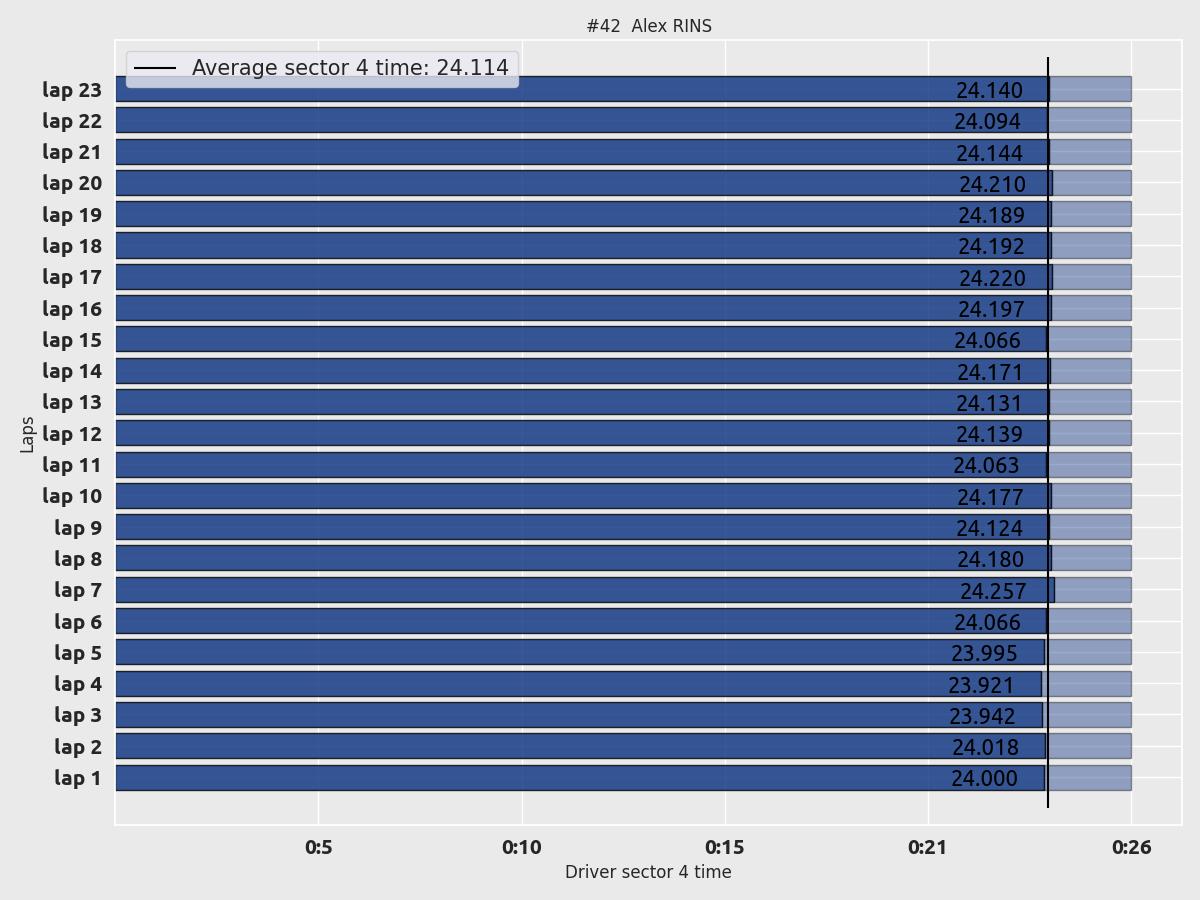 #42 Alex RINS
Average sector 4 time: 24.114
lap 23 24.140
lap 22 24.094
lap 21 24.144
lap 20 24.210
lap 19 24.189
lap 18 24.192
lap 17 24.220
lap 16 24.197
lap 15 24.066
lap 14 24.171
lap 13 24.131
lap 12 24.139
lap 11 24.063
lap 10 24.177
lap 9 24.124
lap 8 24.180
lap 7 24.257
lap 6 24.066
lap 5 23.995
lap 4 23.921
lap 3 23.942
lap 2 24.018
lap 1 24.000
Laps
0:5 0:10 0:15 0:21 0:26
Driver sector 4 time